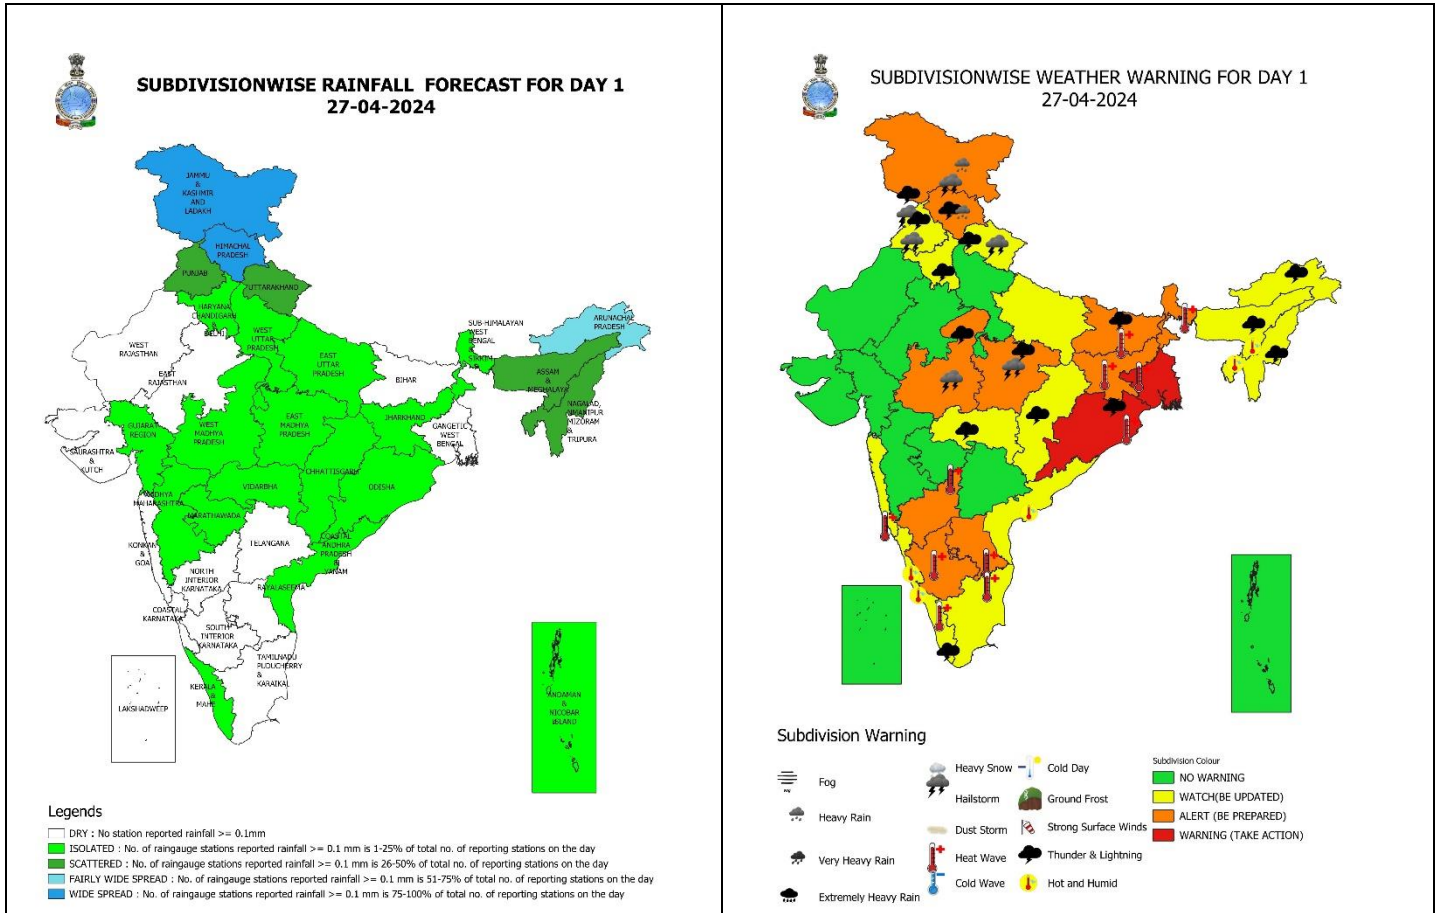 SUBDIVISIONWISE RAINFALL FORECAST FOR DAY 1
27-04-2024
JAMMU
&
KASHMIR
AND
LADAKH
HIMACHAL
PRADESH
PUNJAB
UTTARAKHAND
HARYANA
CHANDIGARH
&
DELHI
WEST
UTTAR
PRADESH
WEST
RAJASTHAN
EAST
RAJASTHAN
EAST
UTTAR
PRADESH
BIHAR
SUB-HIMALAYAN
WEST
BENGAL
&
SIKKIM
ARUNACHAL
PRADESH
ASSAM
&
MEGHALAYA
NAGALAD,
MANIPUR
MIZORAM
&
TRIPURA
JHARKHAND
GANGETIC
WEST
BENGAL
GUJARAT
REGION
SAURASHTRA
&
KUTCH
WEST
MADHYA
PRADESH
EAST
MADHYA
PRADESH
CHHATTISGARH
ODISHA
VIDARBHA
MADHYA
MAHARASHTRA
MARATHAWADA
KONKAN
&
GOA
TELANGANA
COASTAL
ANDHRA
PRADESH
&
YANAM
NORTH
INTERIOR
KARNATAKA
RAYALASEEMA
COASTAL
KARNATAKA
SOUTH
INTERIOR
KARNATAKA
TAMILNADU
PUDUCHERRY
&
KARAIKAL
KERALA
&
MAHE
LAKSHADWEEP
ANDAMAN
&
NICOBAR
ISLAND
Legends
DRY : No station reported rainfall >= 0.1mm
ISOLATED : No. of raingauge stations reported rainfall >= 0.1 mm is 1-25% of total no. of reporting stations on the day
SCATTERED : No. of raingauge stations reported rainfall >= 0.1 mm is 26-50% of total no. of reporting stations on the day
FAIRLY WIDE SPREAD : No. of raingauge stations reported rainfall >= 0.1 mm is 51-75% of total no. of reporting stations on the day
WIDE SPREAD : No. of raingauge stations reported rainfall >= 0.1 mm is 75-100% of total no. of reporting stations on the day
SUBDIVISIONWISE WEATHER WARNING FOR DAY 1
27-04-2024
Subdivision Warning
Fog
Heavy Rain
Very Heavy Rain
Extremely Heavy Rain
Heavy Snow
Hailstorm
Dust Storm
Heat Wave
Cold Wave
Cold Day
Ground Frost
Strong Surface Winds
Thunder & Lightning
Hot and Humid
Subdivision Colour
NO WARNING
WATCH(BE UPDATED)
ALERT (BE PREPARED)
WARNING (TAKE ACTION)